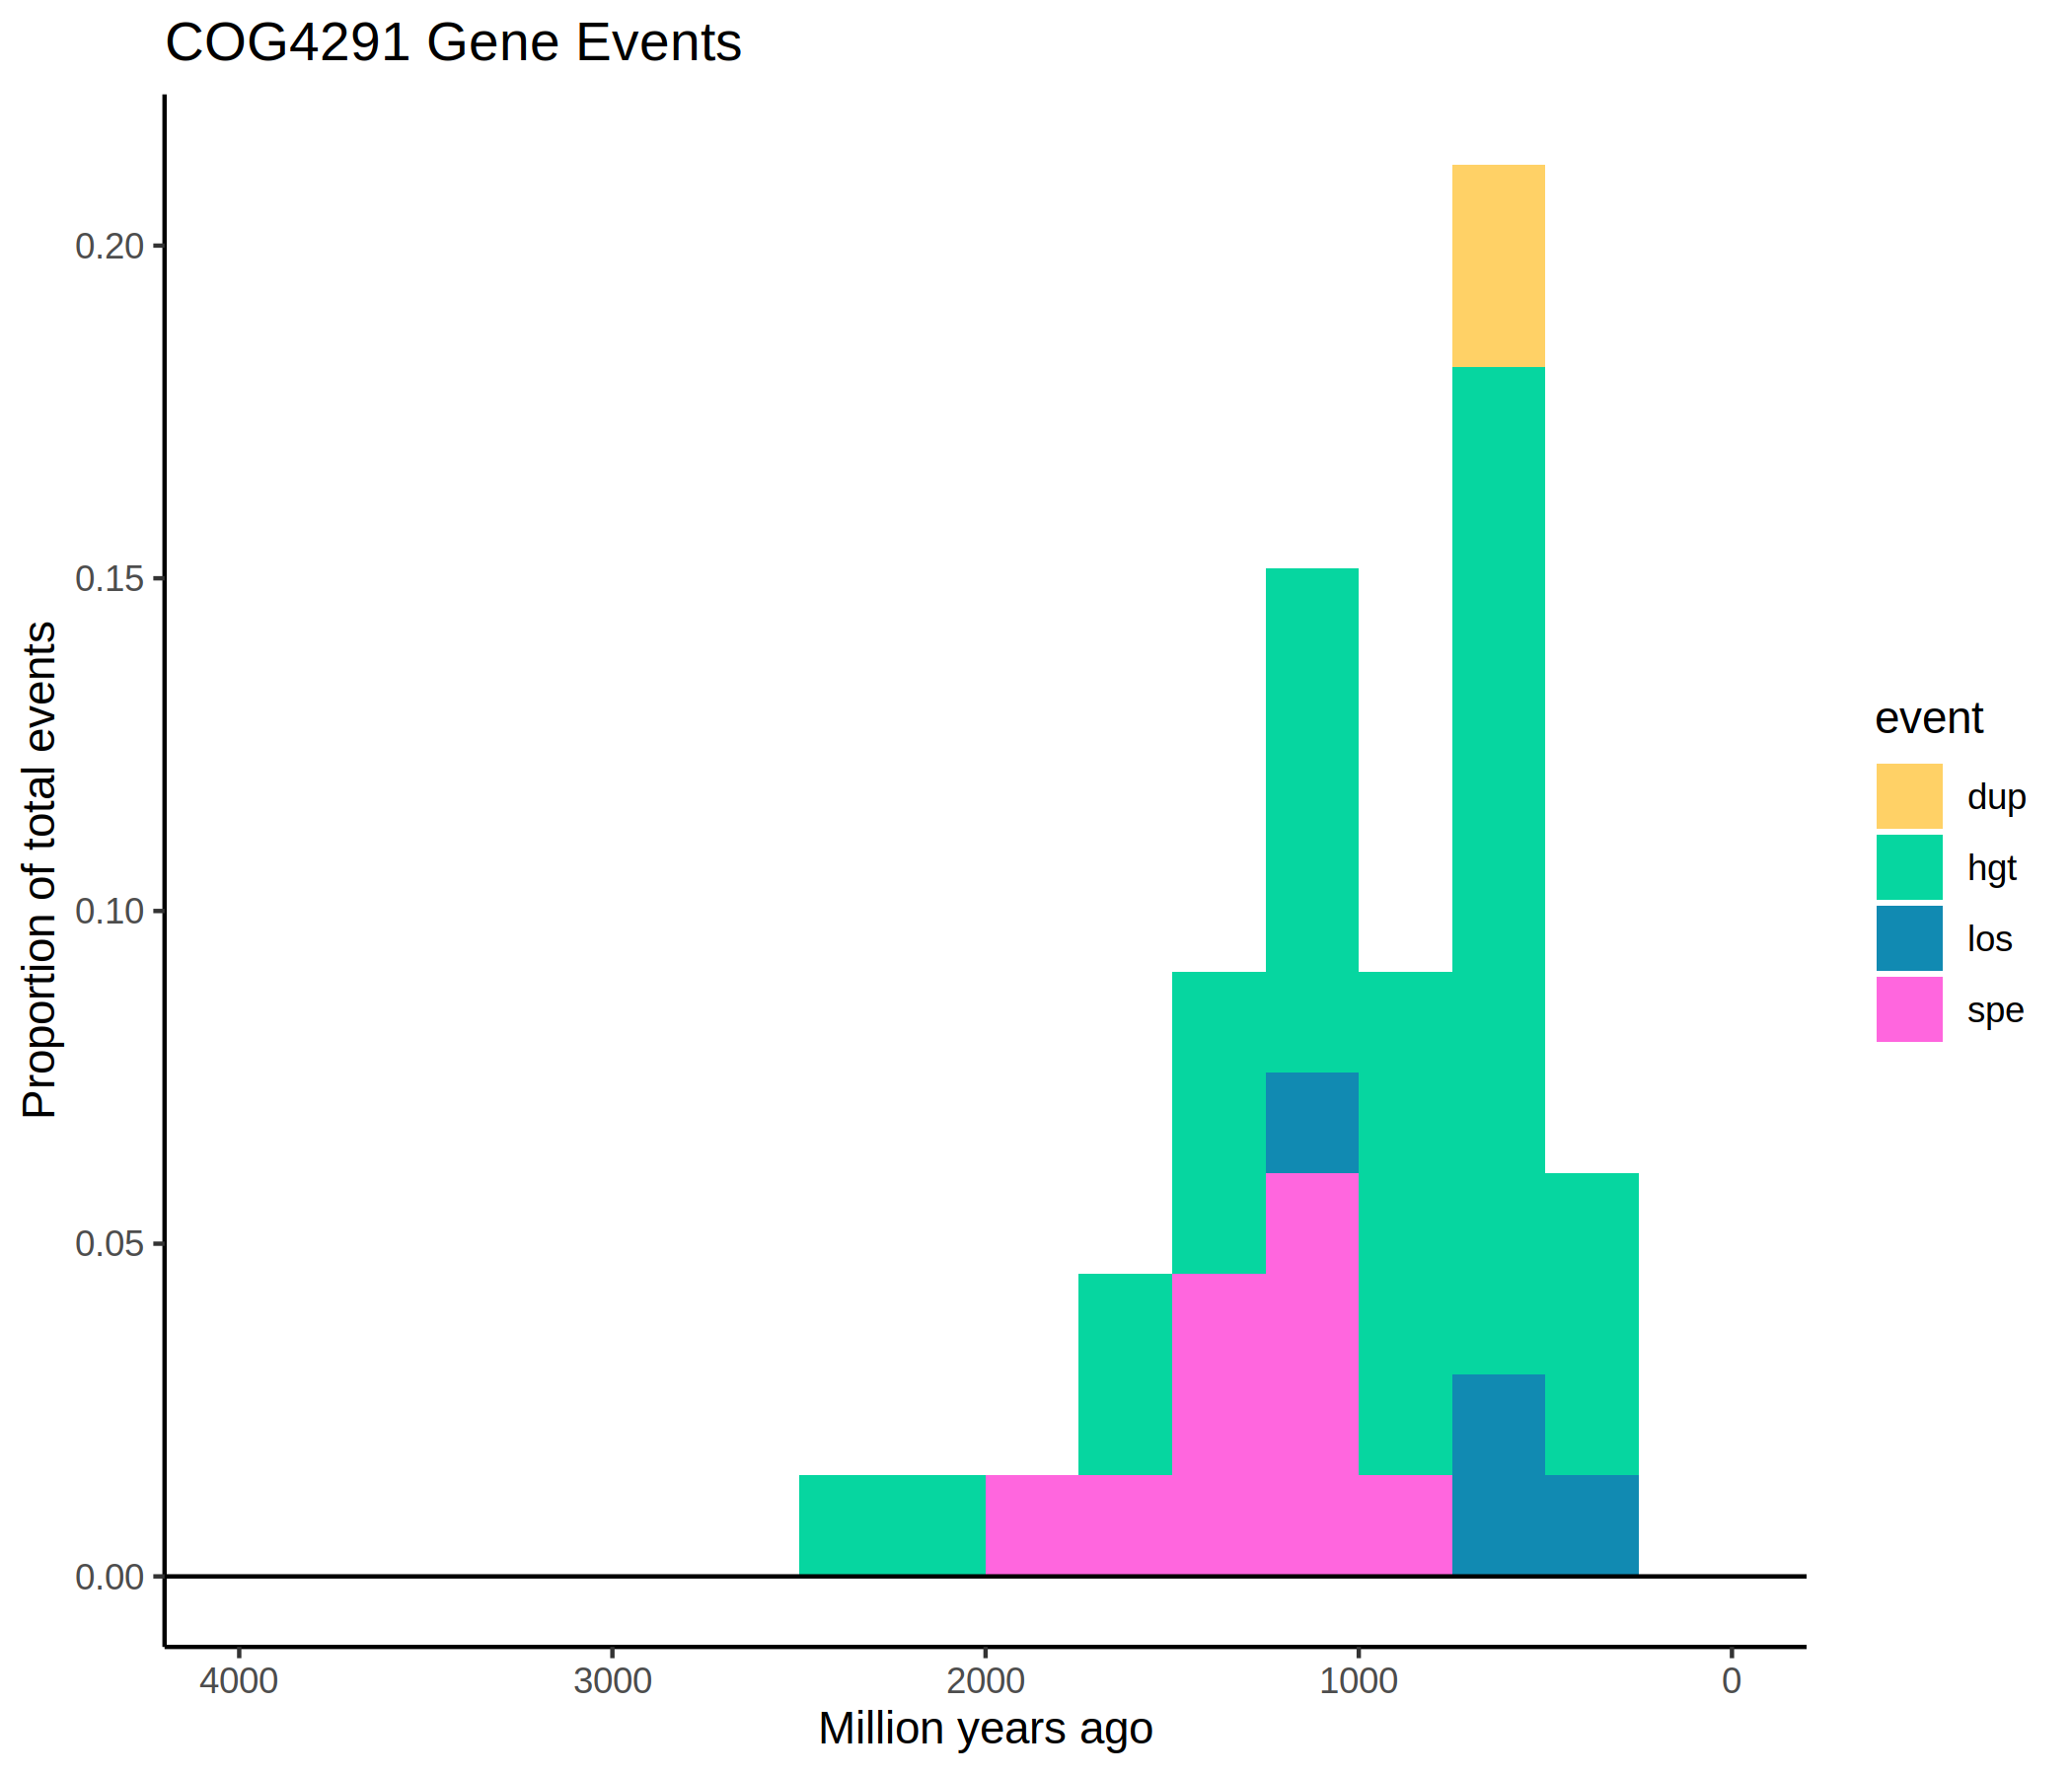 COG4291 Gene Events
Proportion of total events
0.20
0.15
0.10
0.05
0.00
4000 3000 2000 1000 0
Million years ago
event
dup
hgt
los
spe